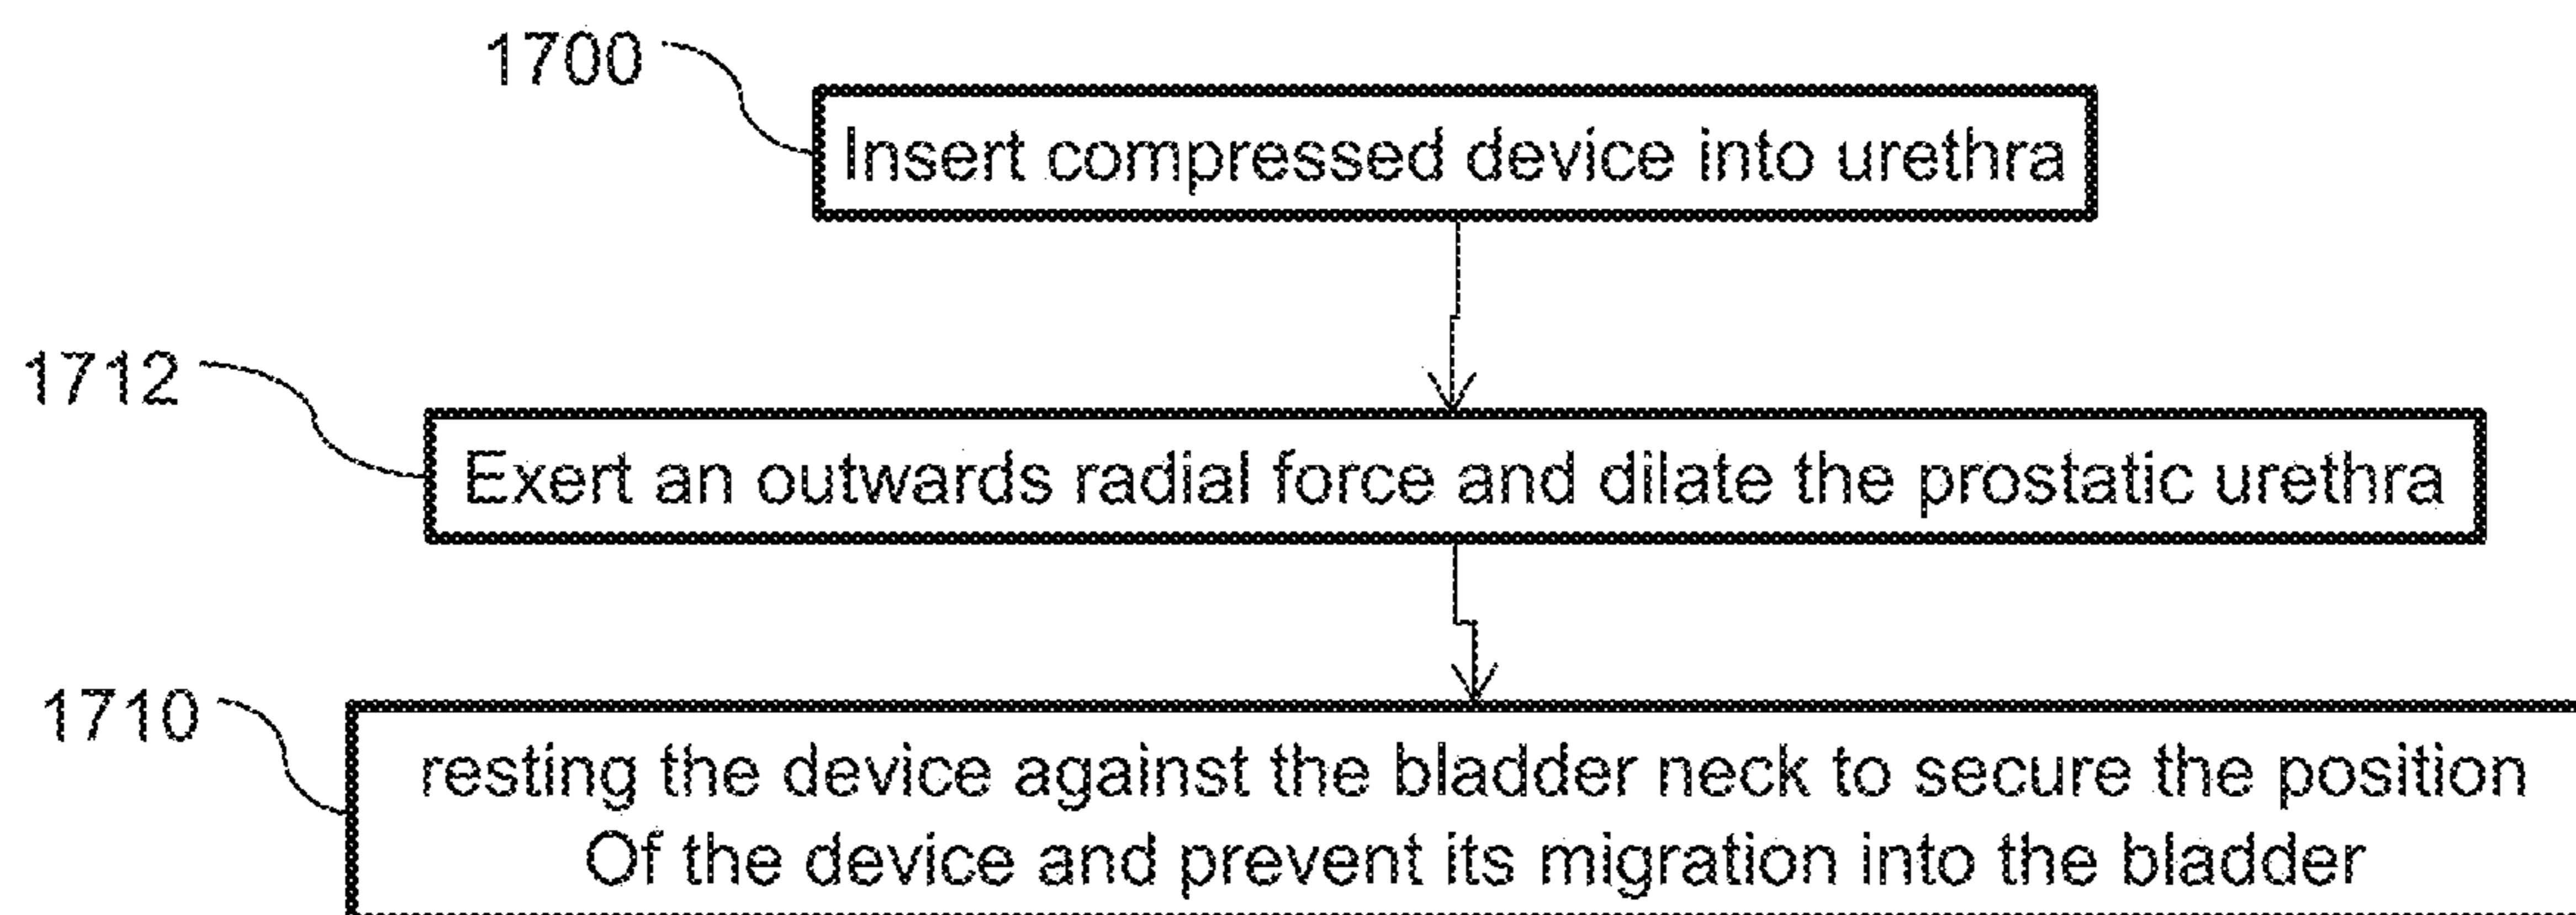 1700
Insert compressed device into urethra
1712
Exert an outwards radial force and dilate the prostatic urethra
1710
resting the device against the bladder neck to secure the position
Of the device and prevent its migration into the bladder